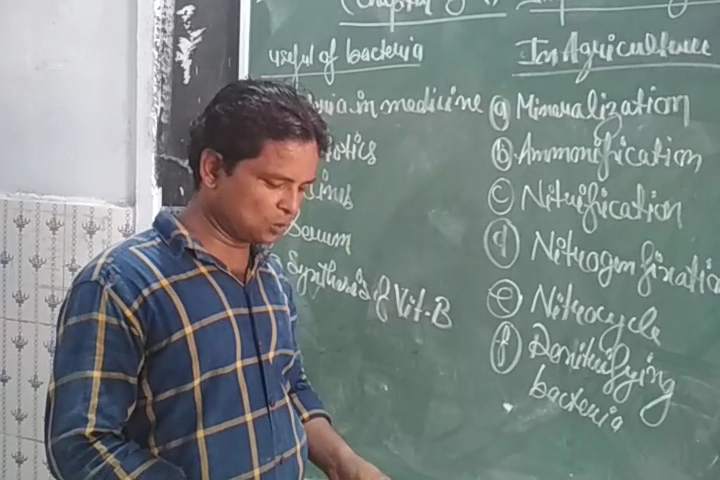 (Chapter
useful of bacteria
in medicine
Serum
Synthesis of Vit-B
In Agriculture
(a) Mineralization
(b) Ammonification
(c) Nitrification
(d) Nitrogen fixatio
(e) Nitrocycle
(f) Denitrifying
bacteria